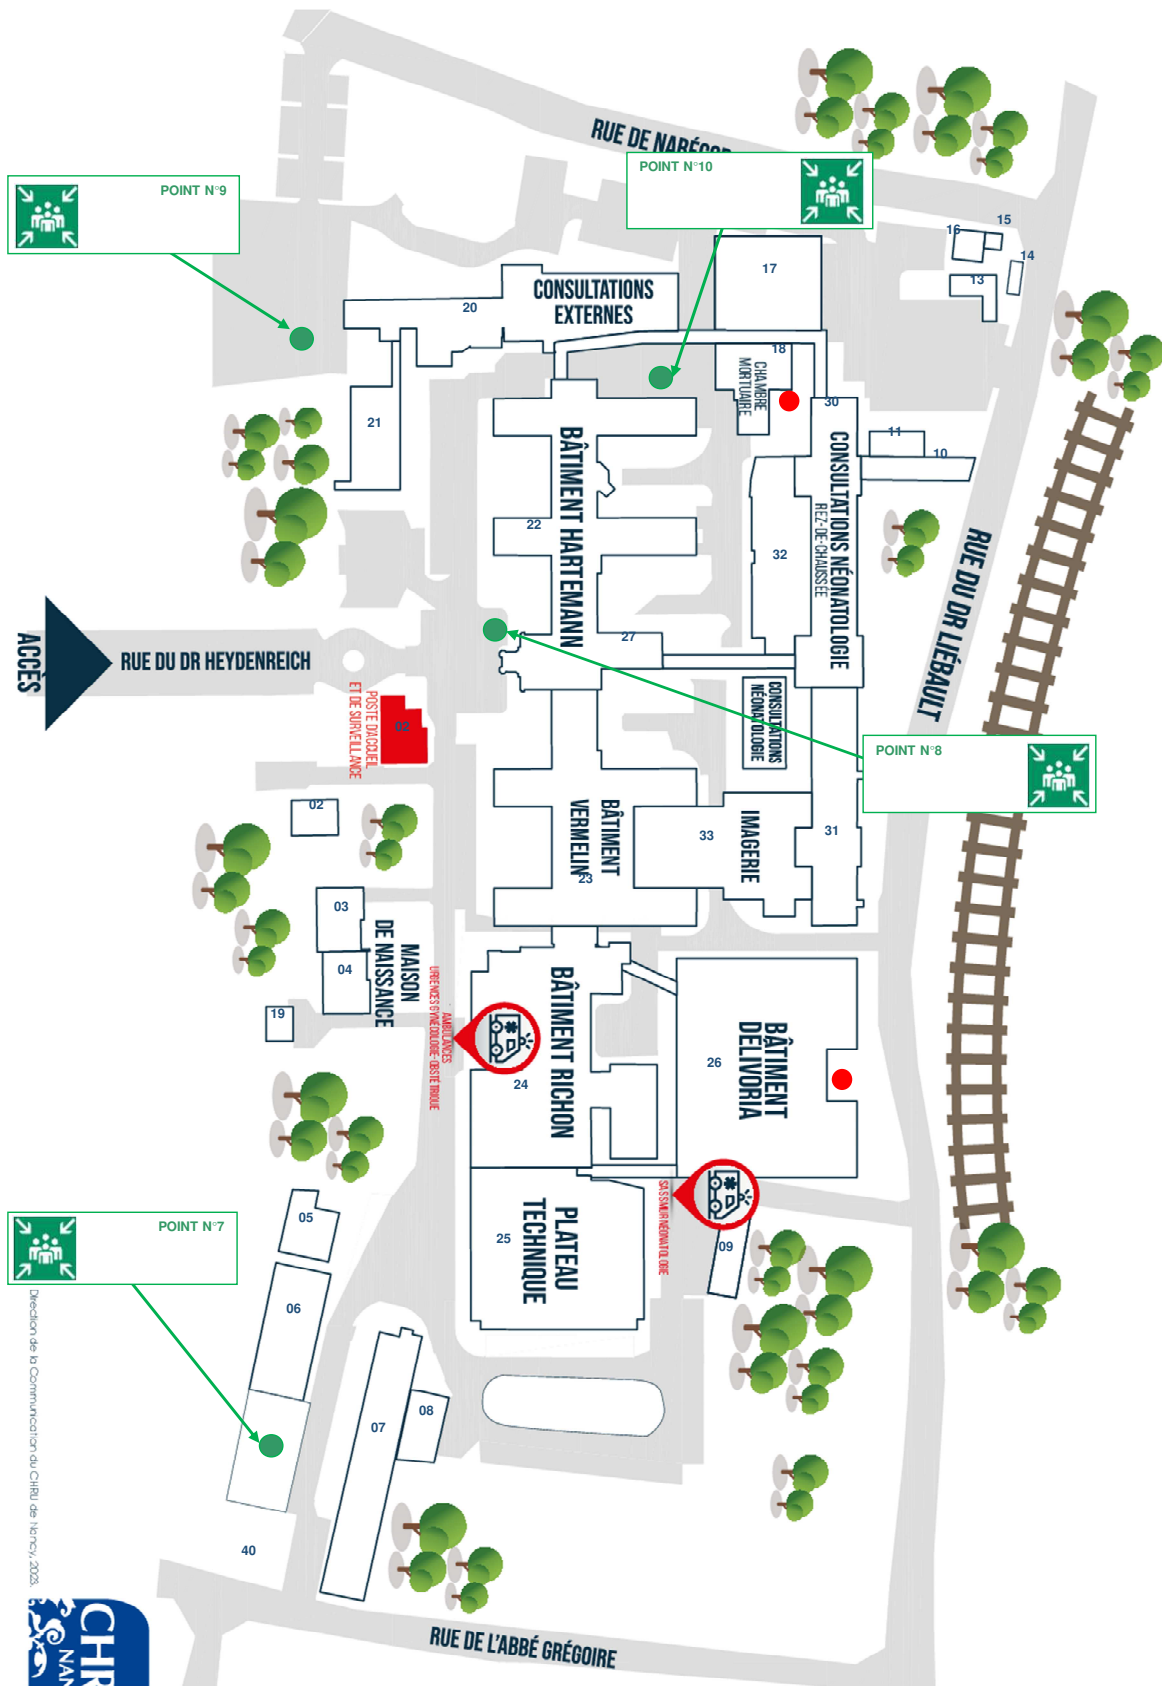 RUE DE NABÉCOR
POINT N°10
POINT N°9
15
16
14
13
17
CONSULTATIONS
EXTERNES
20
18
CHAMBRE
MORTUAIRE
30
11
10
21
BÂTIMENT HARTEMANN
22
CONSULTATIONS NÉONATOLOGIE
REZ-DE-CHAUSSÉE
32
RUE DU DR LIÉBAULT
27
ACCÈS
RUE DU DR HEYDENREICH
POSTE D'ACCUEIL
ET DE SURVEILLANCE
02
CONSULTATIONS
NÉONATOLOGIE
POINT N°8
02
BÂTIMENT
VERMELIN
23
33
IMAGERIE
31
03
04
MAISON
DE NAISSANCE
19
AMBULANCES
URGENCES GYNÉCOLOGIE-OBSTÉTRIQUE
BÂTIMENT RICHON
24
26
BÂTIMENT
DELIVORIA
SAS SMUR NÉONATOLOGIE
09
05
25
PLATEAU
TECHNIQUE
POINT N°7
06
07
08
40
RUE DE L'ABBÉ GRÉGOIRE
Direction de la Communication du CHRU de Nancy, 2023.